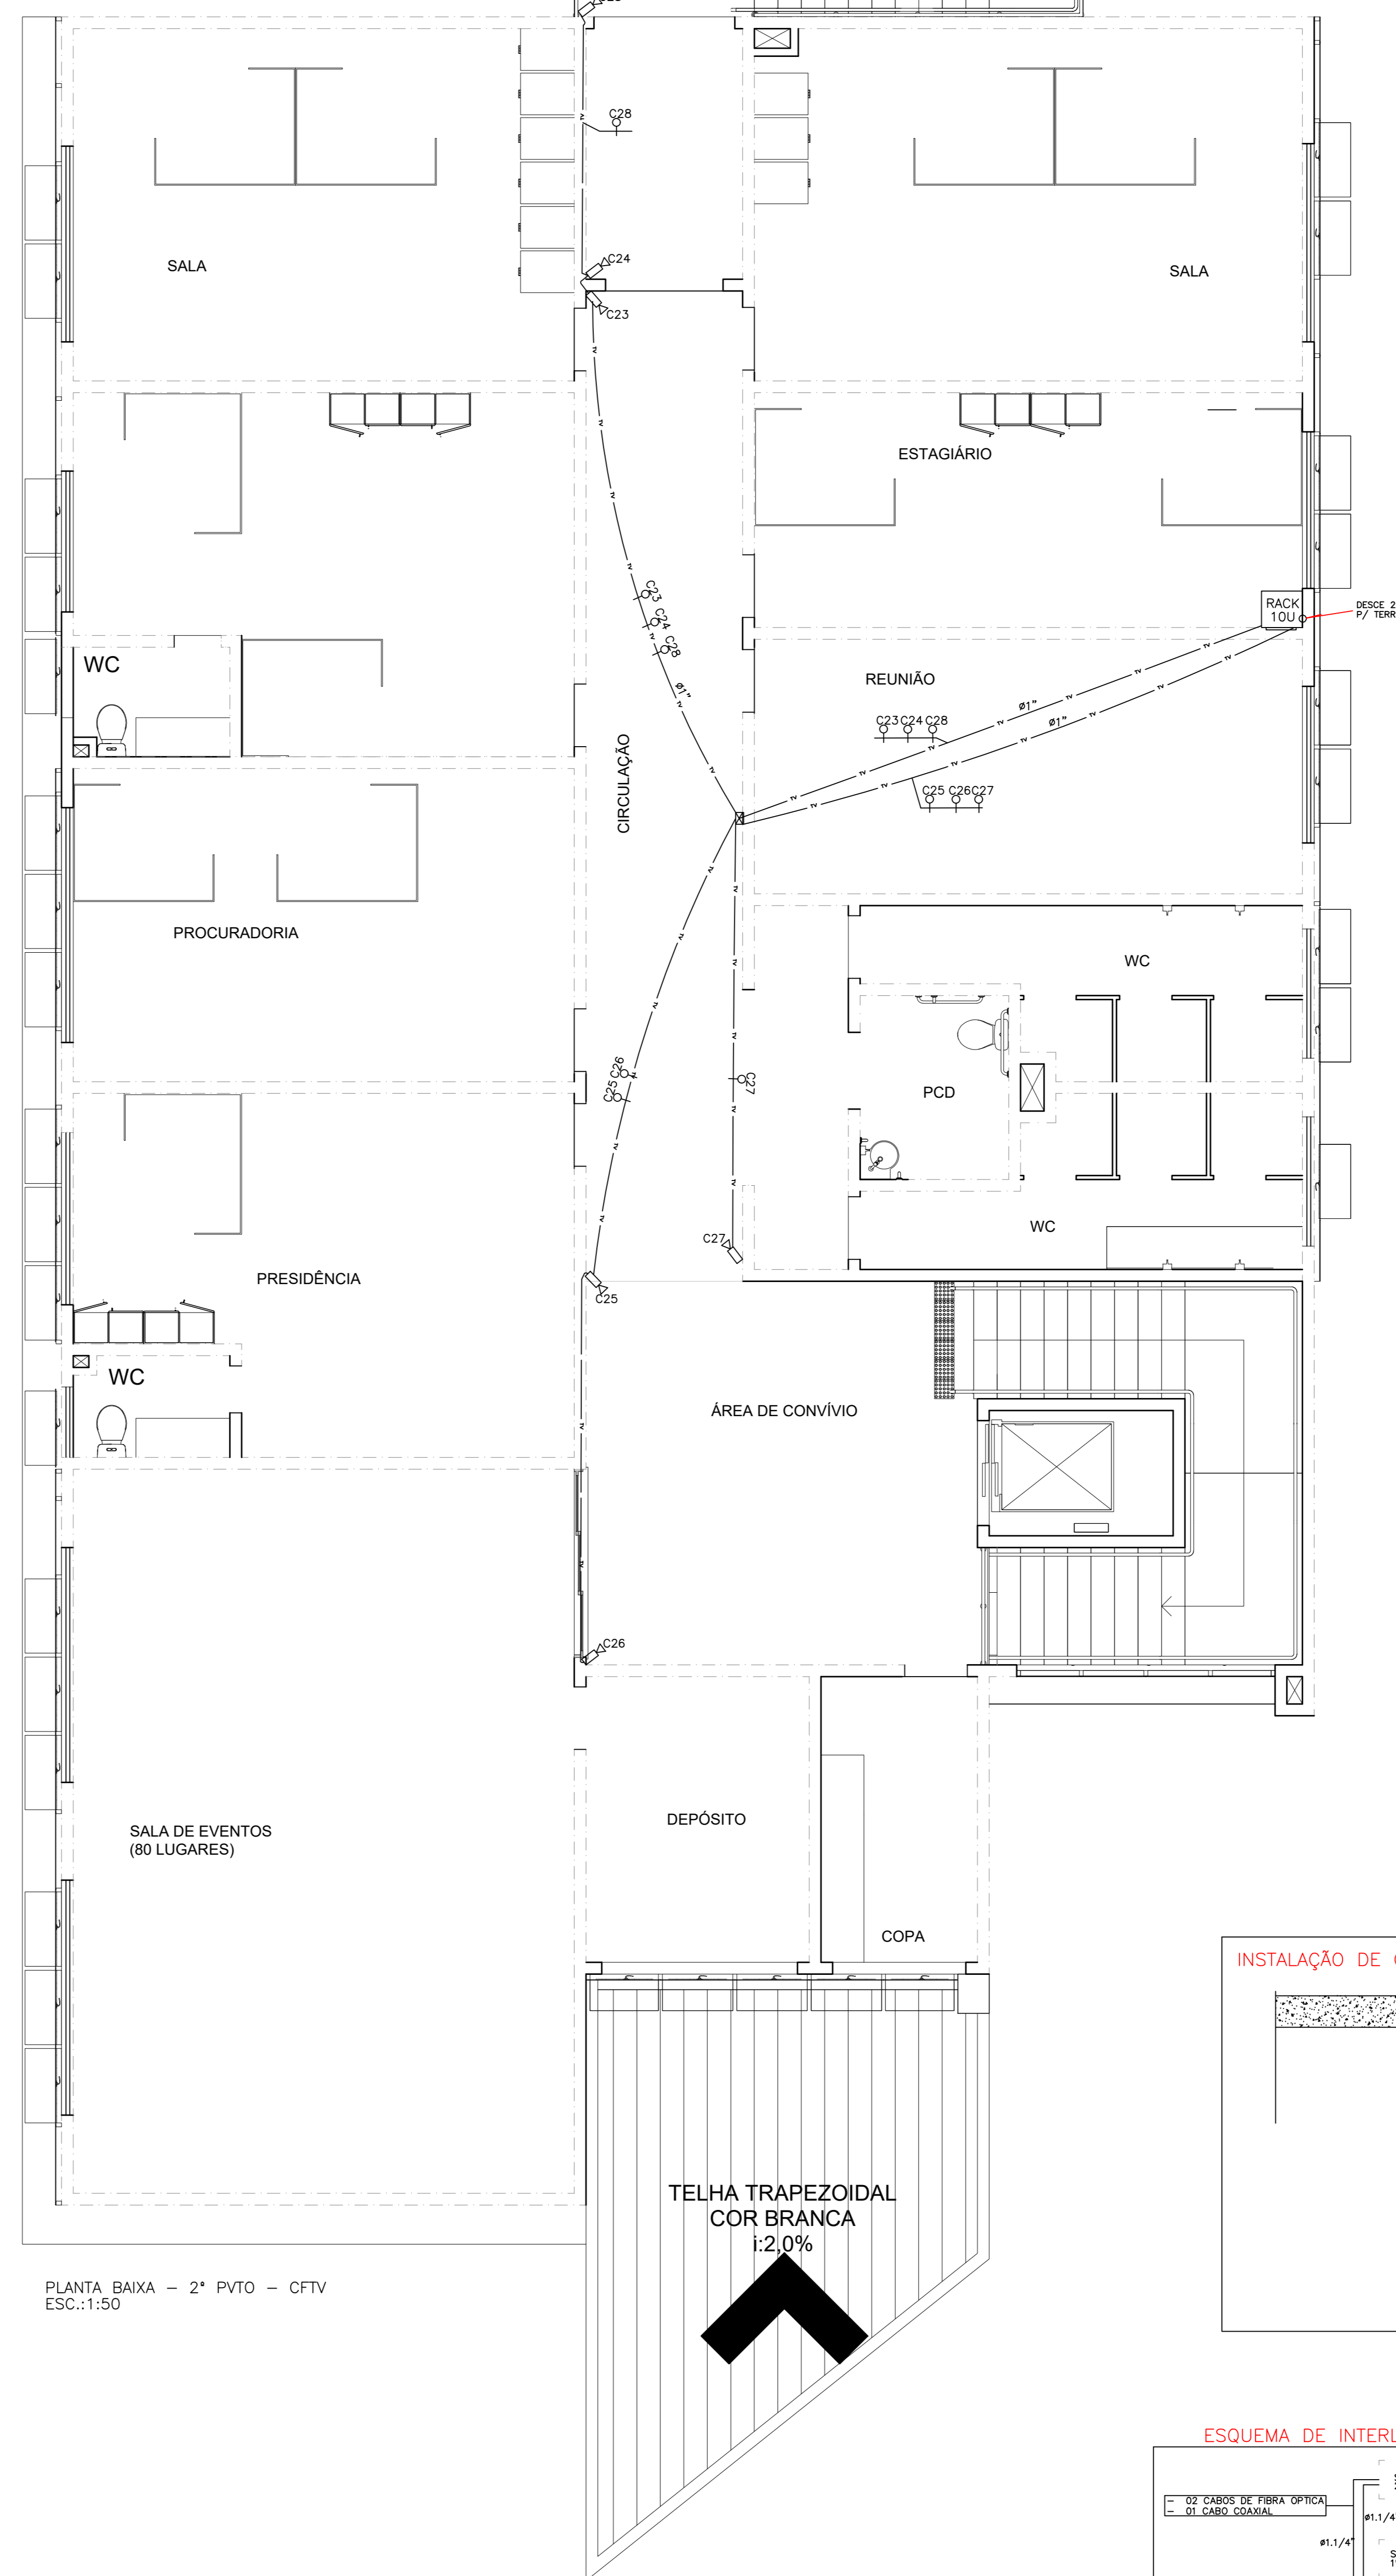 C28
C24
C23
SALA
SALA
ESTAGIÁRIO
RACK
10U
DESCE 2
P/ TERR
C23
C24
C28
ø1"
WC
REUNIÃO
ø1"
ø1"
C23 C24 C28
C25 C26 C27
CIRCULAÇÃO
PROCURADORIA
WC
C25
C26
C27
PCD
WC
C27
C25
PRESIDÊNCIA
WC
ÁREA DE CONVÍVIO
C26
DEPÓSITO
SALA DE EVENTOS
(80 LUGARES)
COPA
INSTALAÇÃO DE
TELHA TRAPEZOIDAL
COR BRANCA
i:2,0%
PLANTA BAIXA – 2° PVTO – CFTV
ESC.:1:50
ESQUEMA DE INTERL
– 02 CABOS DE FIBRA OPTICA
– 01 CABO COAXIAL
ø1.1/4"
ø1.1/4"